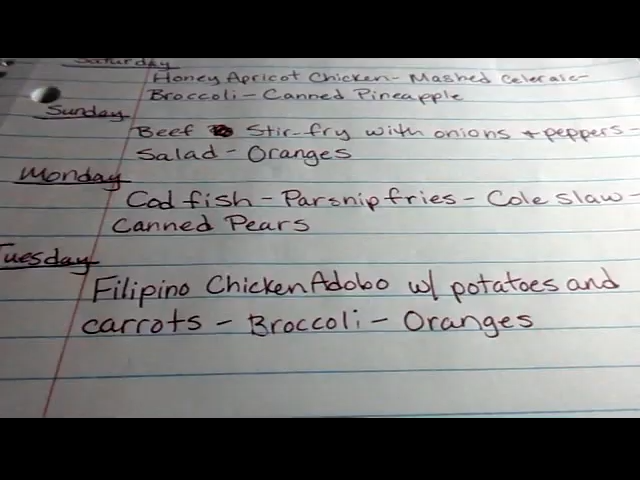 Saturday
Honey Apricot Chicken - Mashed Celeraic -
Broccoli - Canned Pineapple
Sunday
Beef Stir-fry with onions + peppers -
Salad - Oranges
Monday
Cod fish - Parsnip fries - Cole slaw -
Canned Pears
Tuesday
Filipino Chicken Adobo w/ potatoes and
carrots - Broccoli - Oranges